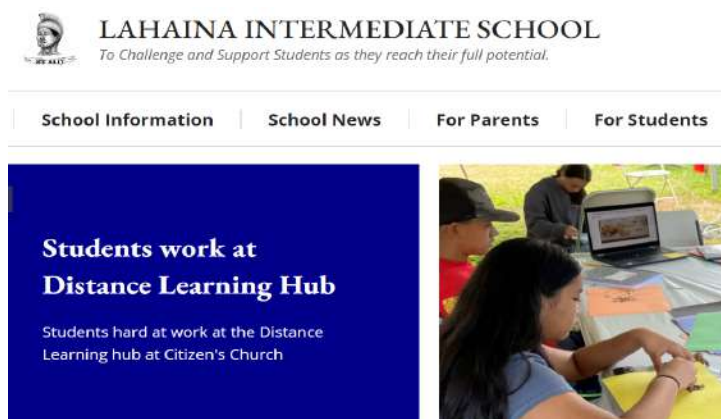 LAHAINA INTERMEDIATE SCHOOL
To Challenge and Support Students as they reach their full potential.
School Information
School News
For Parents
For Students
Students work at
Distance Learning Hub
Students hard at work at the Distance
Learning hub at Citizen's Church